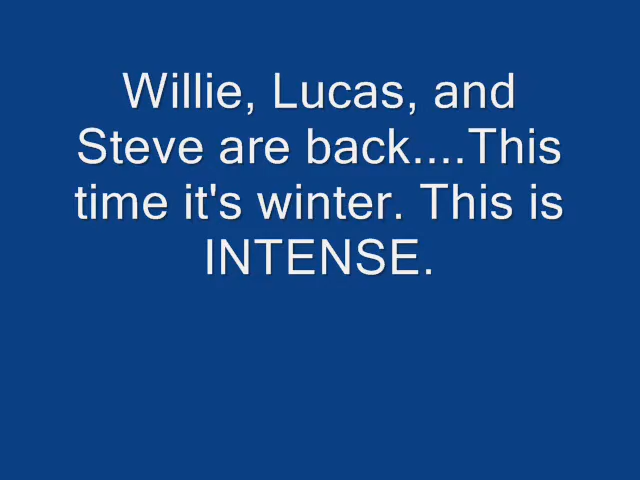 Willie, Lucas, and
Steve are back....This
time it's winter. This is
INTENSE.